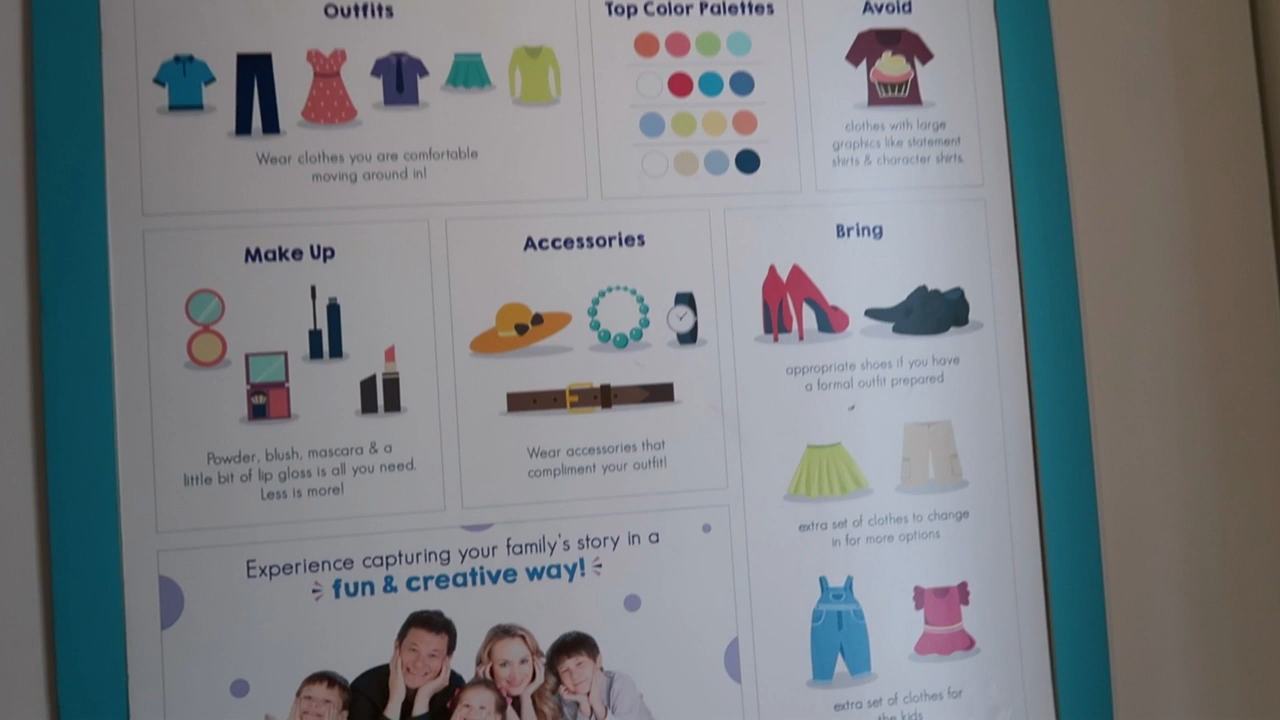 Outfits
Wear clothes you are comfortable
moving around in!
Top Color Palettes
Avoid
clothes with large
graphics like statement
shirts & character shirts.
Make Up
Powder, blush, mascara & a
little bit of lip gloss is all you need.
Less is more!
Accessories
Wear accessories that
compliment your outfit!
Bring
appropriate shoes if you have
a formal outfit prepared
extra set of clothes to change
in for more options
extra set of clothes for
the kids
Experience capturing your family's story in a
fun & creative way!